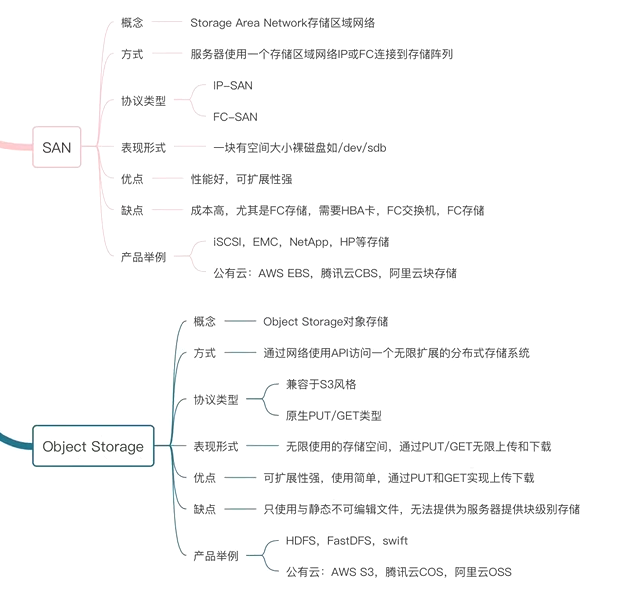 SAN
概念
Storage Area Network存储区域网络
方式
服务器使用一个存储区域网络IP或FC连接到存储阵列
协议类型
IP-SAN
FC-SAN
表现形式
一块有空间大小裸磁盘如/dev/sdb
优点
性能好，可扩展性强
缺点
成本高，尤其是FC存储，需要HBA卡，FC交换机，FC存储
产品举例
iSCSI，EMC，NetApp，HP等存储
公有云：AWS EBS，腾讯云CBS，阿里云块存储
Object Storage
概念
Object Storage对象存储
方式
通过网络使用API访问一个无限扩展的分布式存储系统
协议类型
兼容于S3风格
原生PUT/GET类型
表现形式
无限使用的存储空间，通过PUT/GET无限上传和下载
优点
可扩展性强，使用简单，通过PUT和GET实现上传下载
缺点
只使用与静态不可编辑文件，无法提供为服务器提供块级别存储
产品举例
HDFS，FastDFS，swift
公有云：AWS S3，腾讯云COS，阿里云OSS